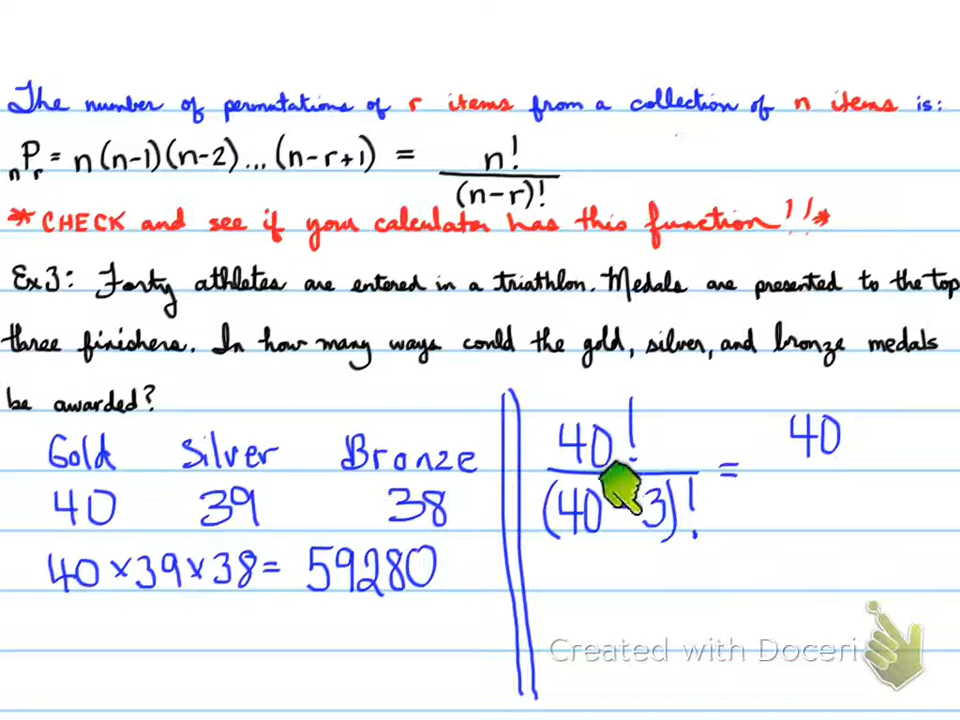 The number of permutations of r items from a collection of n items is:
nPr = n(n-1)(n-2)...(n-r+1) = n!/(n-r)!
*CHECK and see if your calculator has this function!!*
Ex3: Forty athletes are entered in a triathlon. Medals are presented to the top
three finishers. In how many ways could the gold, silver, and bronze medals
be awarded?
Gold Silver Bronze
40 39 38
40×39×38= 59280
40!
(40 3)!
= 40
Created with Doceri